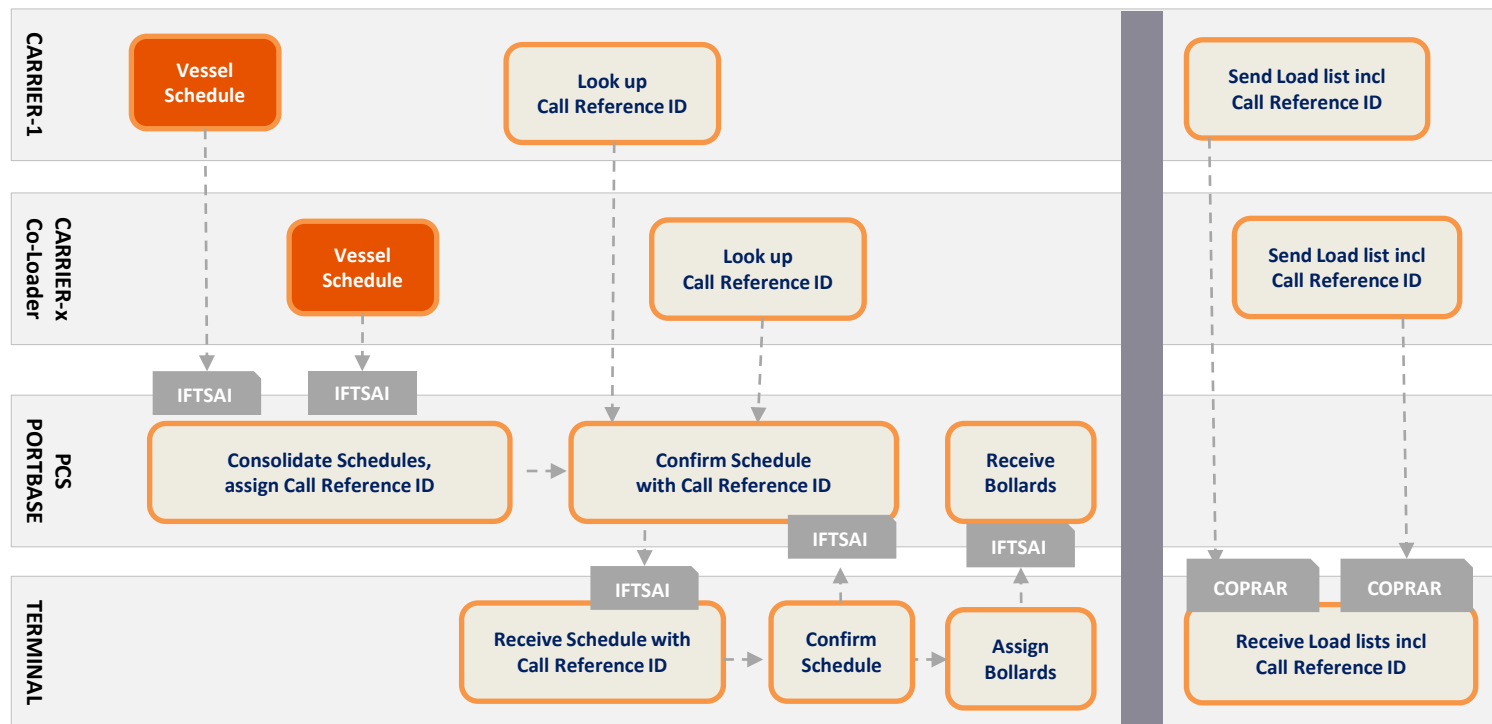 CARRIER-1
Vessel
Schedule
Look up
Call Reference ID
Send Load list incl
Call Reference ID
CARRIER-x
Co-Loader
Vessel
Schedule
Look up
Call Reference ID
Send Load list incl
Call Reference ID
PCS
PORTBASE
IFTSAI
IFTSAI
Consolidate Schedules,
assign Call Reference ID
Confirm Schedule
with Call Reference ID
Receive
Bollards
IFTSAI
IFTSAI
TERMINAL
IFTSAI
Receive Schedule with
Call Reference ID
Confirm
Schedule
Assign
Bollards
COPRAR
COPRAR
Receive Load lists incl
Call Reference ID